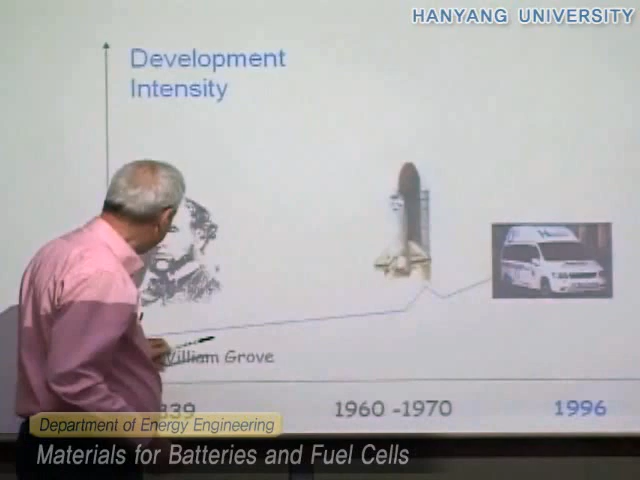 HANYANG UNIVERSITY
Development
Intensity
William Grove
1960 -1970
1996
Department of Energy Engineering
Materials for Batteries and Fuel Cells